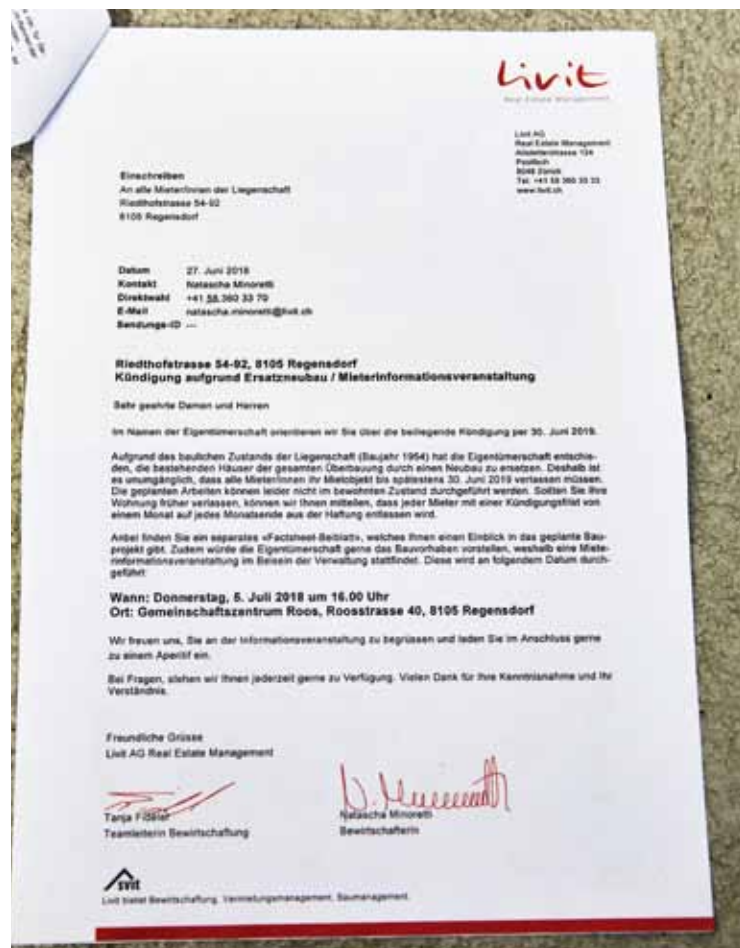 Livit
Real Estate Management
Livit AG
Real Estate Management
Altstetterstrasse 124
Postfach
8048 Zürich
Tel. +41 58 360 33 33
www.livit.ch
Einschreiben
An alle Mieter/innen der Liegenschaft
Riedthofstrasse 54-92
8105 Regensdorf
Datum 27. Juni 2018
Kontakt Natascha Minoretti
Direktwahl +41 58 360 33 70
E-Mail natascha.minoretti@livit.ch
Sendungs-ID ---
Riedthofstrasse 54-92, 8105 Regensdorf
Kündigung aufgrund Ersatzneubau / Mieterinformationsveranstaltung
Sehr geehrte Damen und Herren
Im Namen der Eigentümerschaft orientieren wir Sie über die beiliegende Kündigung per 30. Juni 2019.
Aufgrund des baulichen Zustands der Liegenschaft (Baujahr 1954) hat die Eigentümerschaft entschie-
den, die bestehenden Häuser der gesamten Überbauung durch einen Neubau zu ersetzen. Deshalb ist
es unumgänglich, dass alle Mieter/innen ihr Mietobjekt bis spätestens 30. Juni 2019 verlassen müssen.
Die geplanten Arbeiten können leider nicht im bewohnten Zustand durchgeführt werden. Sollten Sie Ihre
Wohnung früher verlassen, können wir Ihnen mitteilen, dass jeder Mieter mit einer Kündigungsfrist von
einem Monat auf jedes Monatsende aus der Haftung entlassen wird.
Anbei finden Sie ein separates «Factsheet-Beiblatt», welches Ihnen einen Einblick in das geplante Bau-
projekt gibt. Zudem würde die Eigentümerschaft gerne das Bauvorhaben vorstellen, weshalb eine Miete-
rinformationsveranstaltung im Beisein der Verwaltung stattfindet. Diese wird an folgendem Datum durch-
geführt:
Wann: Donnerstag, 5. Juli 2018 um 16.00 Uhr
Ort: Gemeinschaftszentrum Roos, Roosstrasse 40, 8105 Regensdorf
Wir freuen uns, Sie an der Informationsveranstaltung zu begrüssen und laden Sie im Anschluss gerne
zu einem Aperitif ein.
Bei Fragen, stehen wir Ihnen jederzeit gerne zu Verfügung. Vielen Dank für Ihre Kenntnisnahme und Ihr
Verständnis.
Freundliche Grüsse
Livit AG Real Estate Management
Tanja
Teamleiterin Bewirtschaftung
Natascha Minoretti
Bewirtschafterin
svit
Livit bietet Bewirtschaftung, Vermietungsmanagement, Baumanagement.